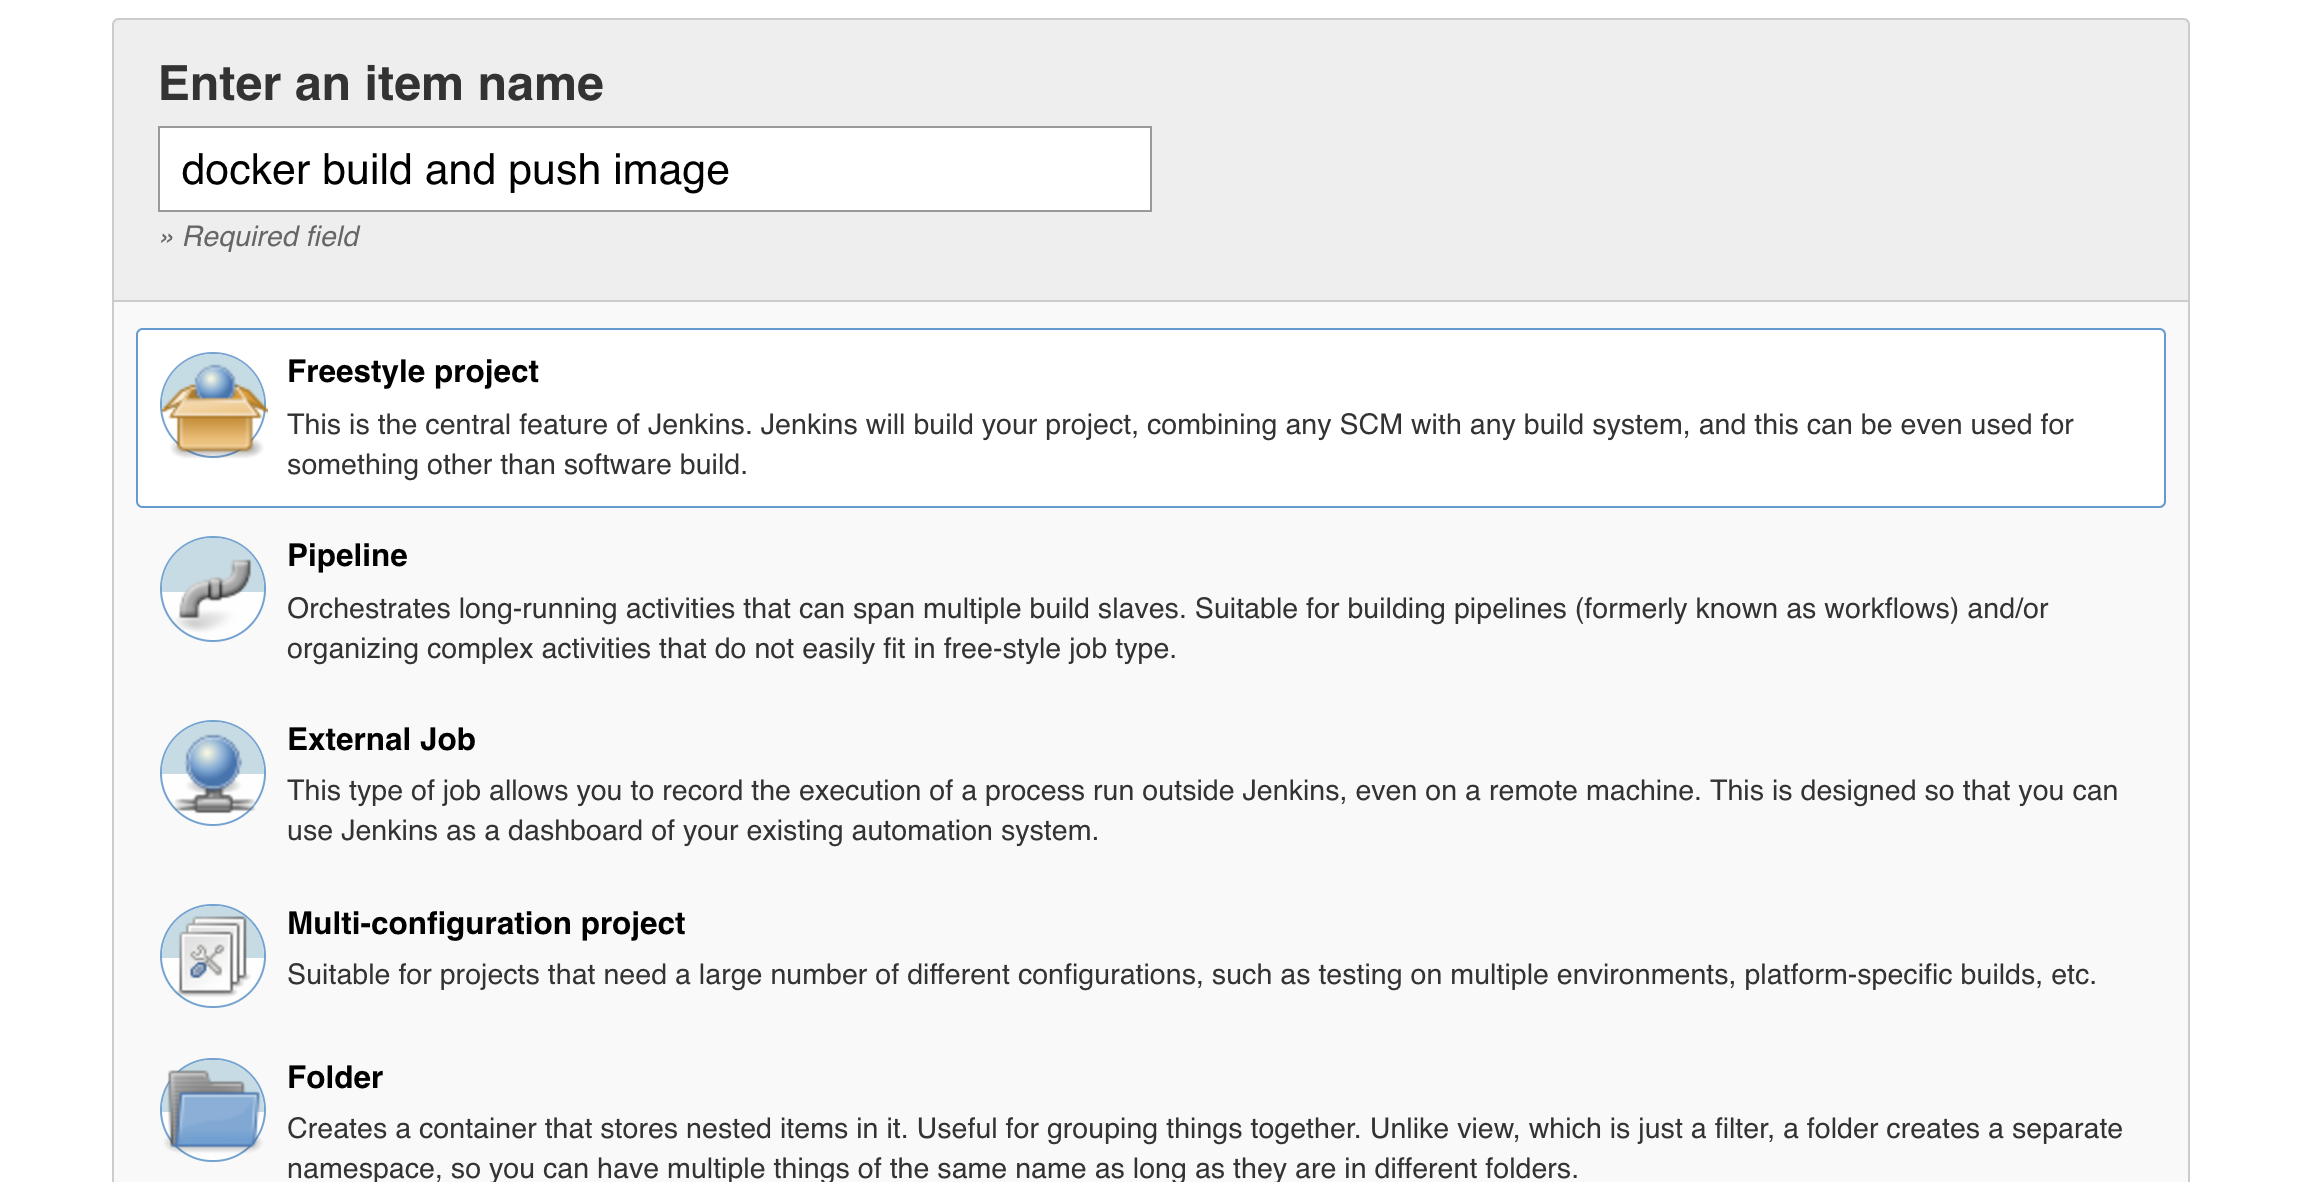 Enter an item name
docker build and push image
» Required field
Freestyle project
This is the central feature of Jenkins. Jenkins will build your project, combining any SCM with any build system, and this can be even used for
something other than software build.
Pipeline
Orchestrates long-running activities that can span multiple build slaves. Suitable for building pipelines (formerly known as workflows) and/or
organizing complex activities that do not easily fit in free-style job type.
External Job
This type of job allows you to record the execution of a process run outside Jenkins, even on a remote machine. This is designed so that you can
use Jenkins as a dashboard of your existing automation system.
Multi-configuration project
Suitable for projects that need a large number of different configurations, such as testing on multiple environments, platform-specific builds, etc.
Folder
Creates a container that stores nested items in it. Useful for grouping things together. Unlike view, which is just a filter, a folder creates a separate
namespace, so you can have multiple things of the same name as long as they are in different folders.